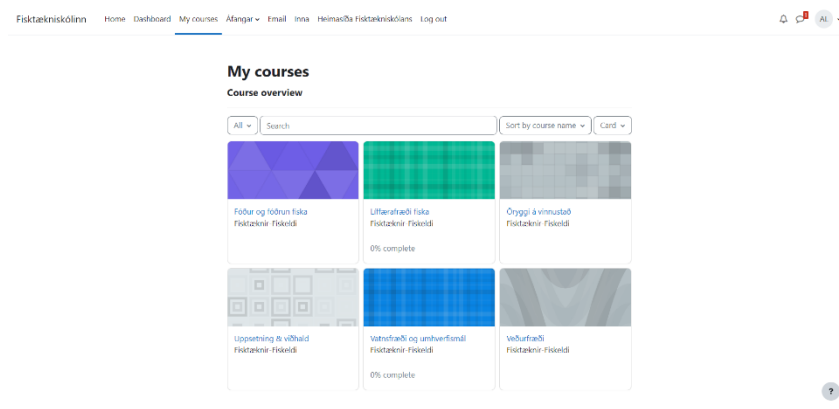 Fisktækniskólinn Home Dashboard My courses Áfangar Email Inna Heimasíða Fisktækniskólans Log out AL
My courses
Course overview
All Search Sort by course name Card
Fóður og fóðrun fiska
Fisktæknir-Fiskeldi
Líffærafræði fiska
Fisktæknir-Fiskeldi
0% complete
Öryggi á vinnustað
Fisktæknir-Fiskeldi
Uppsetning & viðhald
Fisktæknir-Fiskeldi
Vatnsfræði og umhverfismál
Fisktæknir-Fiskeldi
0% complete
Veðurfræði
Fisktæknir-Fiskeldi
?